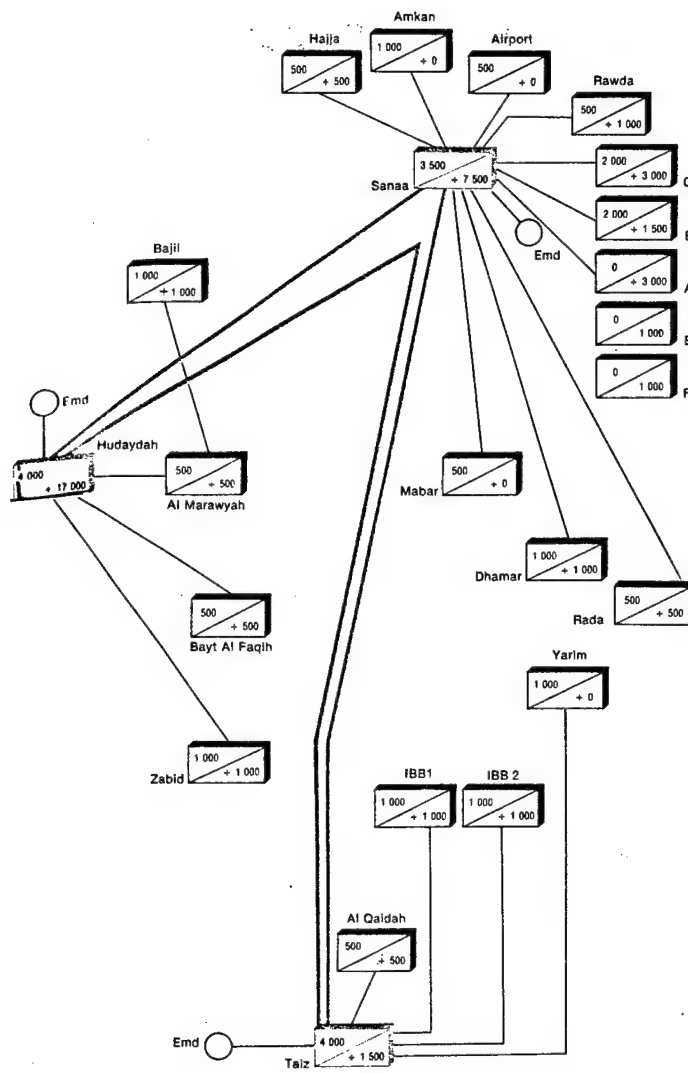 Amkan
1 000
÷ 0
Hajja
500
÷ 500
Airport
500
÷ 0
Rawda
500
÷ 1 000
3 500
÷ 7 500
Sanaa
2 000
÷ 3 000
2 000
÷ 1 500
0
÷ 3 000
0
1 000
0
1 000
Emd
Bajil
1 000
÷ 1 000
Emd
Hudaydah
4 000
÷ 17 000
500
÷ 500
Al Marawyah
500
÷ 0
Mabar
1 000
÷ 1 000
Dhamar
500
÷ 500
Rada
500
÷ 500
Bayt Al Faqih
Yarim
1 000
÷ 0
1 000
÷ 1 000
Zabid
IBB1
1 000
÷ 1 000
IBB 2
1 000
÷ 1 000
Al Qaidah
500
÷ 500
Emd
4 000
÷ 1 500
Taiz